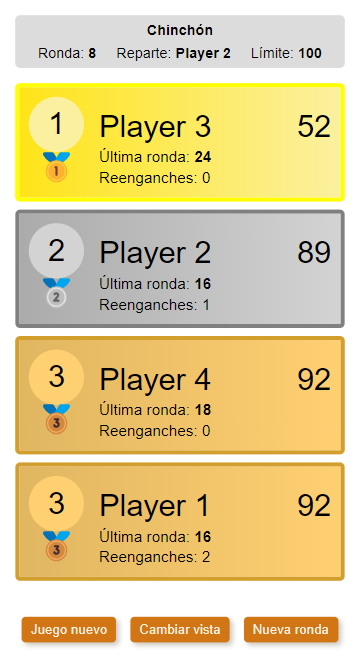 Chinchón
Ronda: 8 Reparte: Player 2 Límite: 100
1 Player 3 52
Última ronda: 24
1
Reenganches: 0
2 Player 2 89
Última ronda: 16
2
Reenganches: 1
3 Player 4 92
Última ronda: 18
3
Reenganches: 0
3 Player 1 92
Última ronda: 16
3
Reenganches: 2
Juego nuevo Cambiar vista Nueva ronda